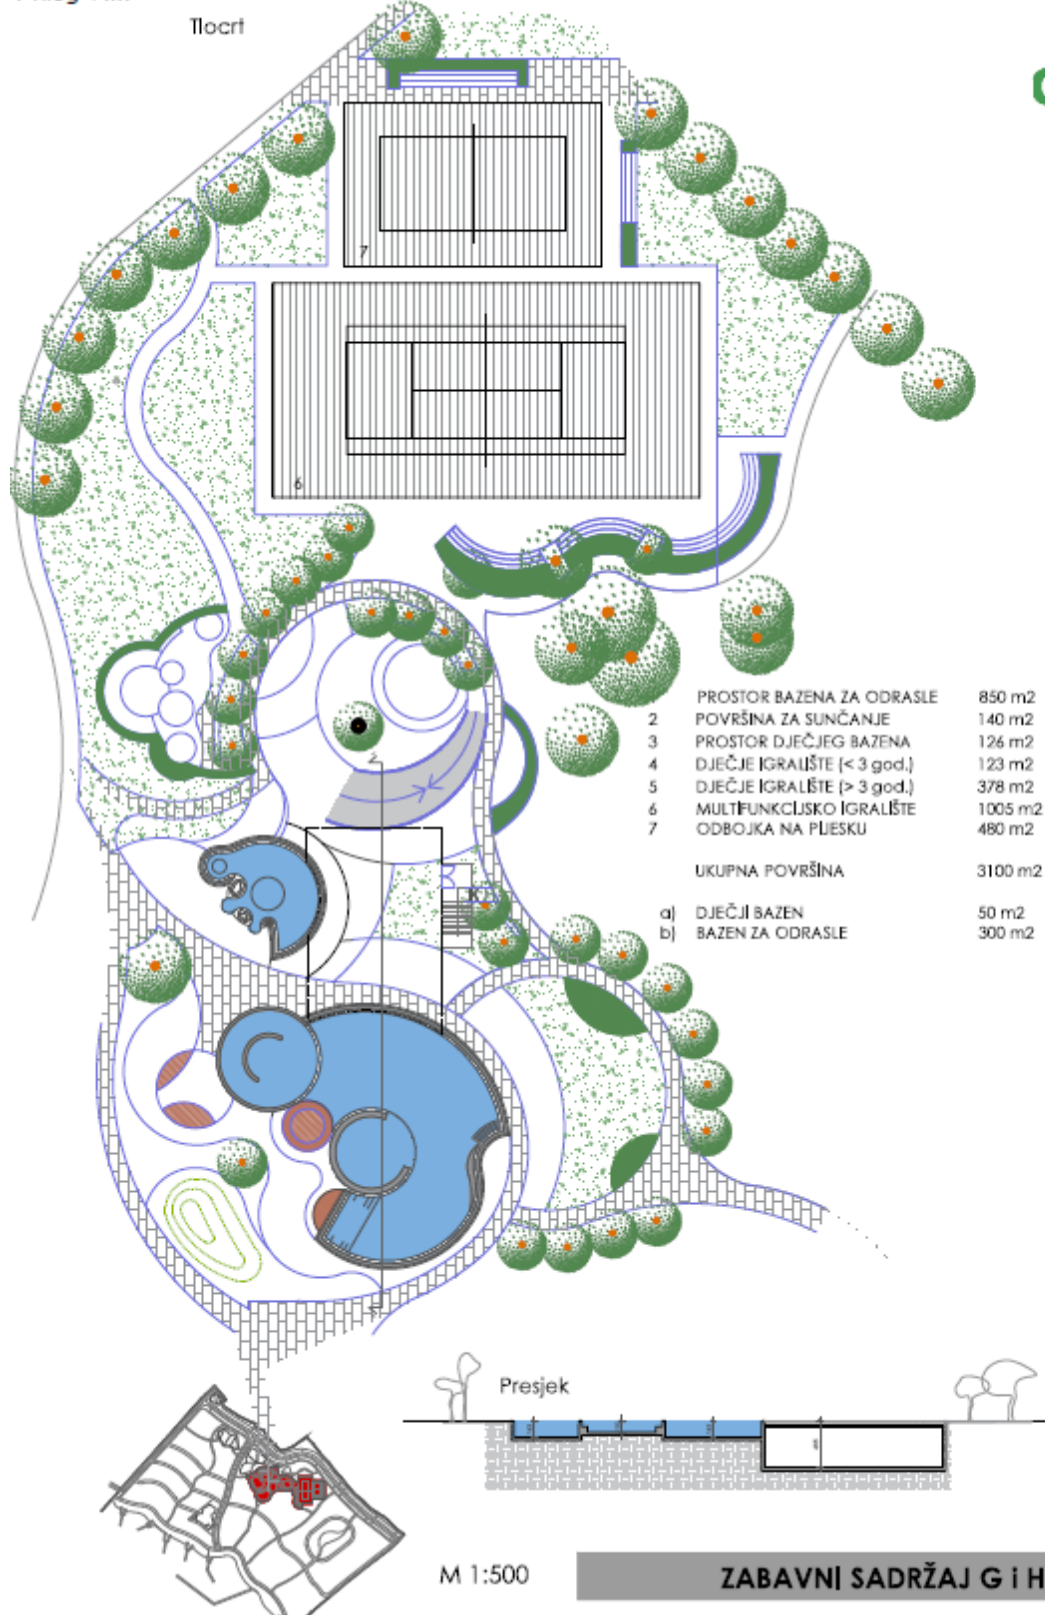 Tlocrt
7
6
PROSTOR BAZENA ZA ODRASLE 850 m2
2 POVRŠINA ZA SUNČANJE 140 m2
3 PROSTOR DJEČJEG BAZENA 126 m2
4 DJEČJE IGRALIŠTE (< 3 god.) 123 m2
5 DJEČJE IGRALIŠTE (> 3 god.) 378 m2
6 MULTIFUNKCIJSKO IGRALIŠTE 1005 m2
7 ODBOJKA NA PIJESKU 480 m2
UKUPNA POVRŠINA 3100 m2
a) DJEČJI BAZEN 50 m2
b) BAZEN ZA ODRASLE 300 m2
Presjek
M 1:500
ZABAVNI SADRŽAJ G i H